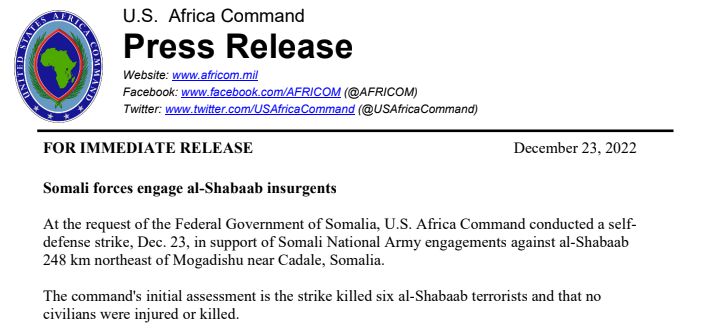 UNITED STATES AFRICA COMMAND
U.S. Africa Command
Press Release
Website: www.africom.mil
Facebook: www.facebook.com/AFRICOM (@AFRICOM)
Twitter: www.twitter.com/USAfricaCommand (@USAfricaCommand)
FOR IMMEDIATE RELEASE December 23, 2022
Somali forces engage al-Shabaab insurgents
At the request of the Federal Government of Somalia, U.S. Africa Command conducted a self-
defense strike, Dec. 23, in support of Somali National Army engagements against al-Shabaab
248 km northeast of Mogadishu near Cadale, Somalia.
The command's initial assessment is the strike killed six al-Shabaab terrorists and that no
civilians were injured or killed.